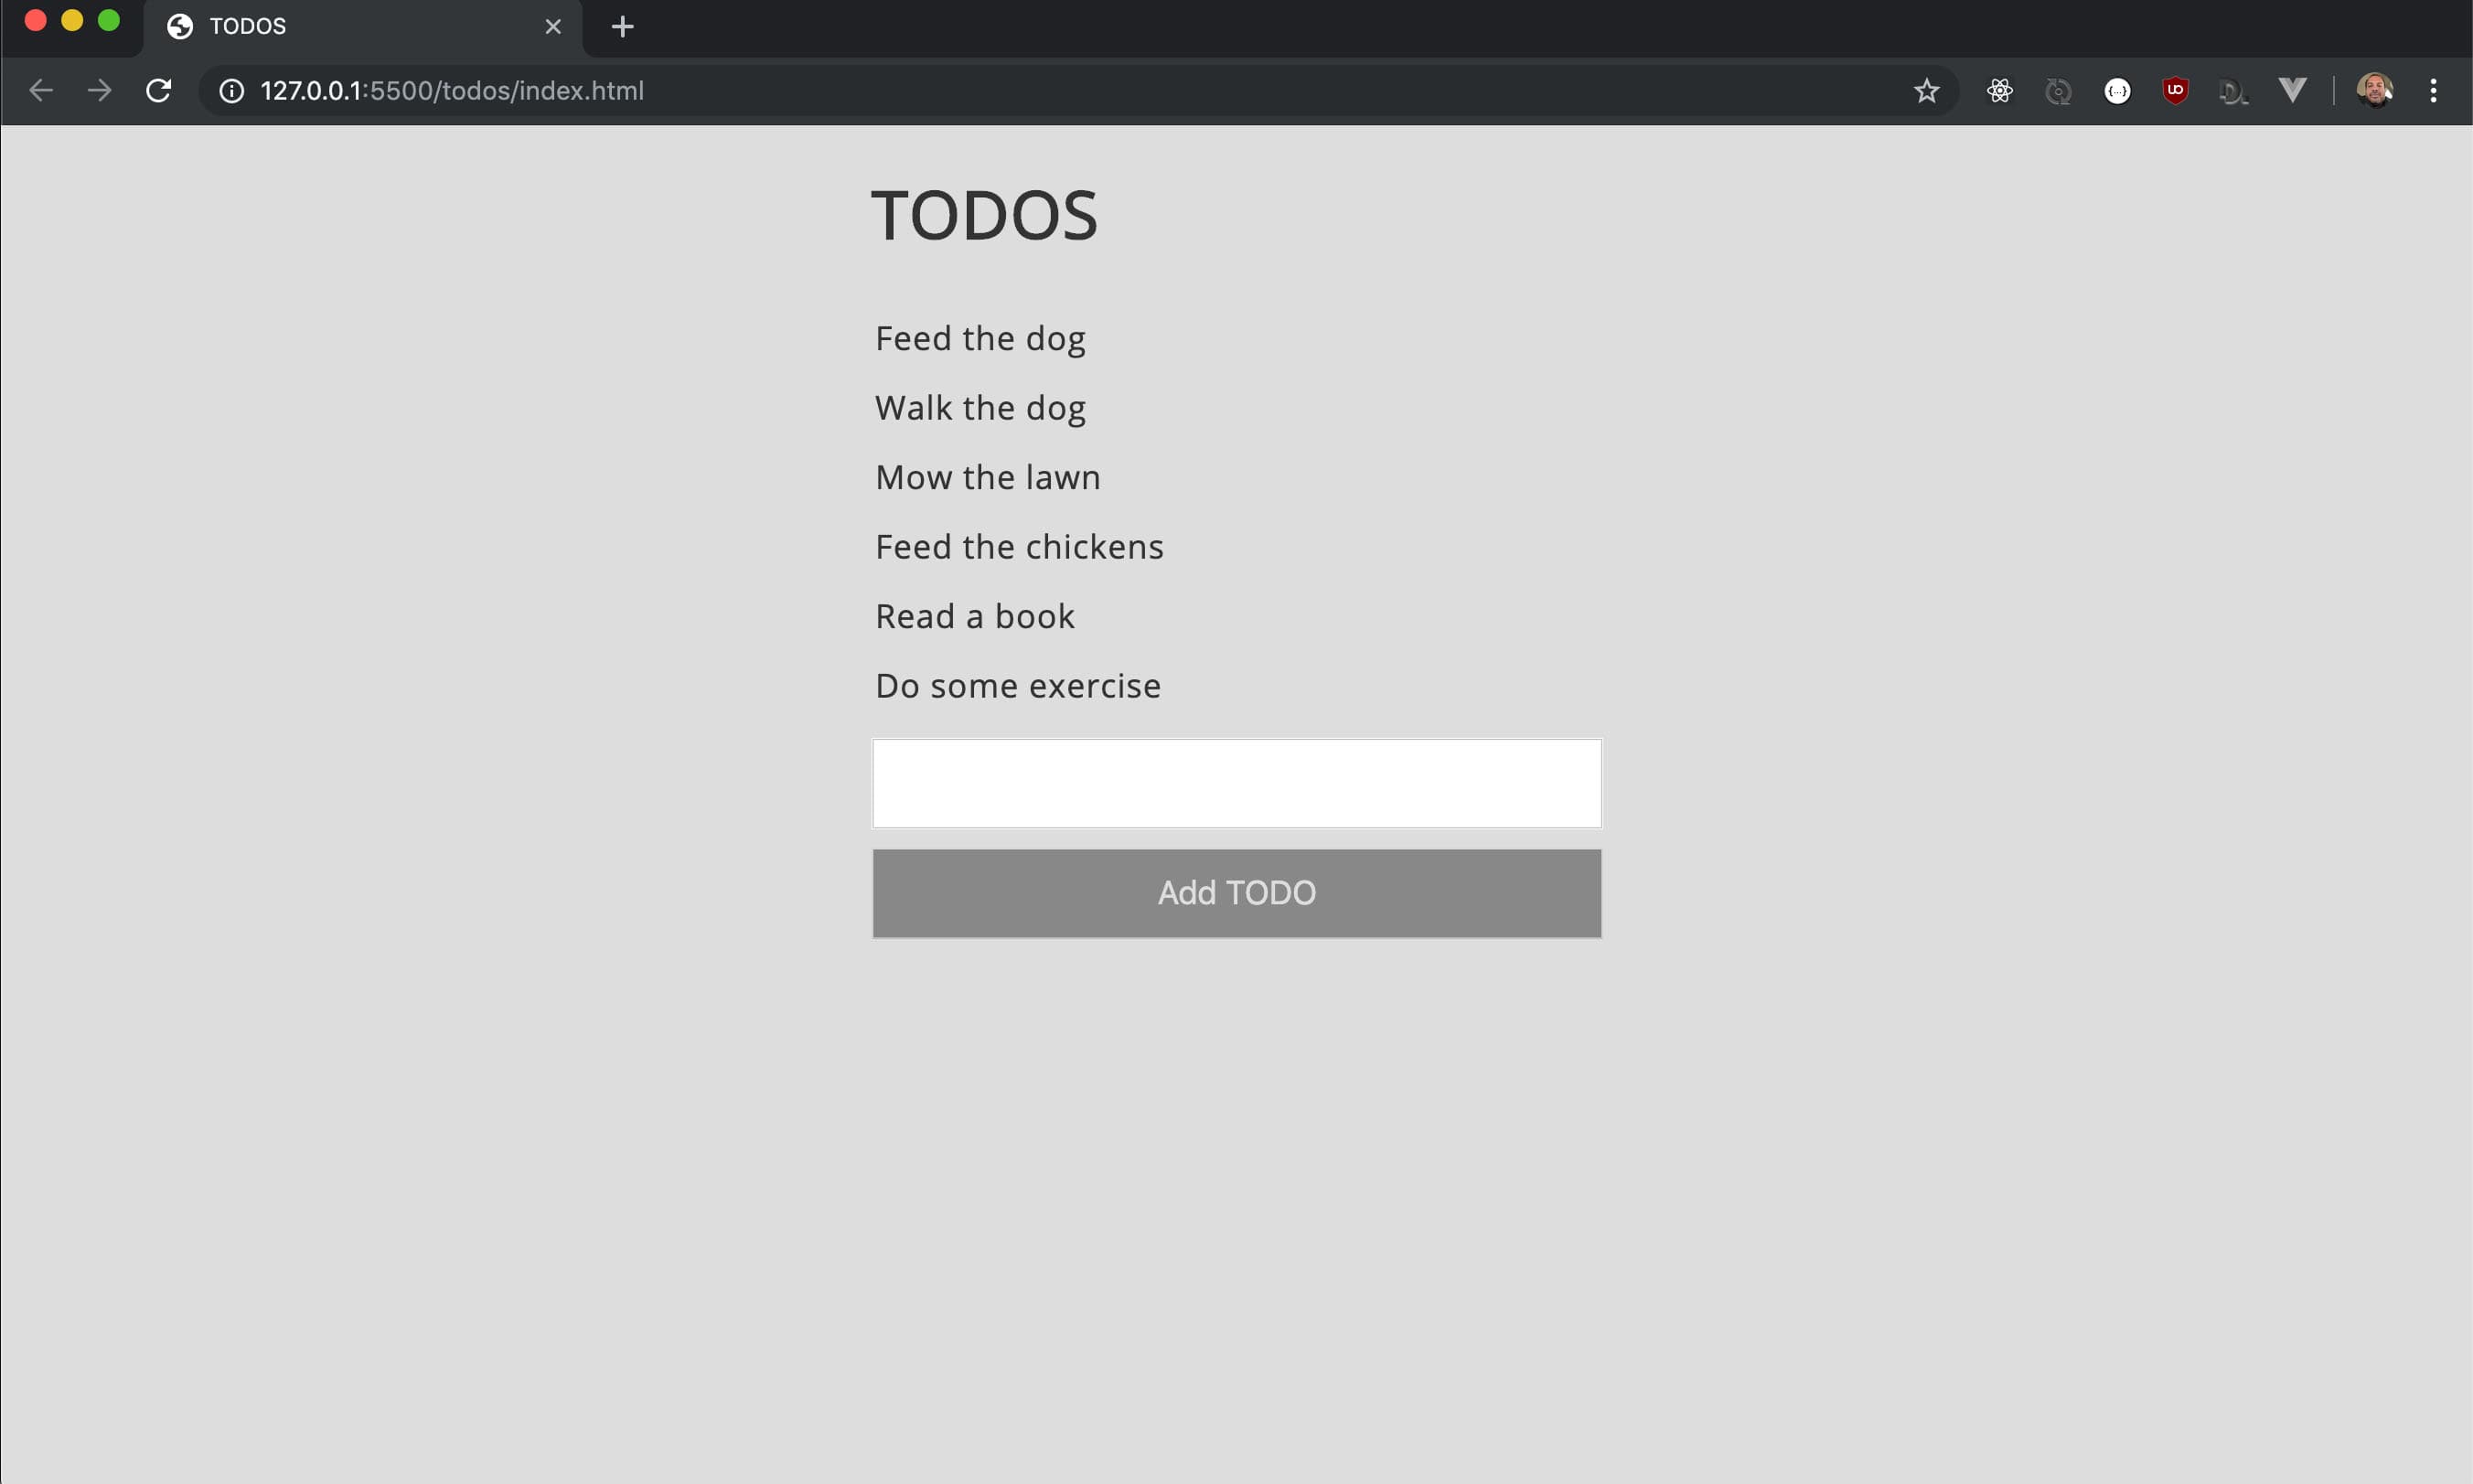 TODOS
127.0.0.1:5500/todos/index.html
TODOS
Feed the dog
Walk the dog
Mow the lawn
Feed the chickens
Read a book
Do some exercise
Add TODO